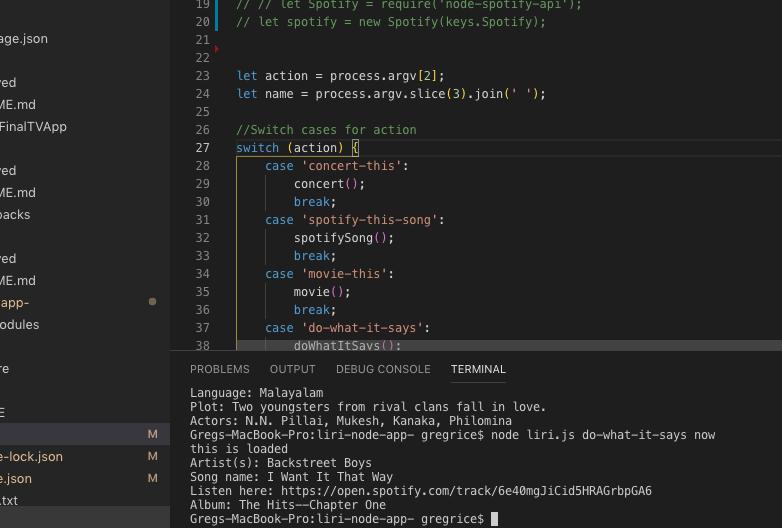 19 // // let Spotify = require('node-spotify-api');
20 // let spotify = new Spotify(keys.Spotify);
21
22
23 let action = process.argv[2];
24 let name = process.argv.slice(3).join(' ');
25
26 //Switch cases for action
27 switch (action) {
28 case 'concert-this':
29 concert();
30 break;
31 case 'spotify-this-song':
32 spotifySong();
33 break;
34 case 'movie-this':
35 movie();
36 break;
37 case 'do-what-it-says':
38 doWhatItSays();
age.json
ed
ME.md
FinalTVApp
ed
ME.md
packs
ed
ME.md
app-
odules
re
E
M
e-lock.json M
e.json M
.txt
PROBLEMS OUTPUT DEBUG CONSOLE TERMINAL
Language: Malayalam
Plot: Two youngsters from rival clans fall in love.
Actors: N.N. Pillai, Mukesh, Kanaka, Philomina
Gregs-MacBook-Pro:liri-node-app- gregrice$ node liri.js do-what-it-says now
this is loaded
Artist(s): Backstreet Boys
Song name: I Want It That Way
Listen here: https://open.spotify.com/track/6e40mgJiCid5HRAGrbpGA6
Album: The Hits--Chapter One
Gregs-MacBook-Pro:liri-node-app- gregrice$